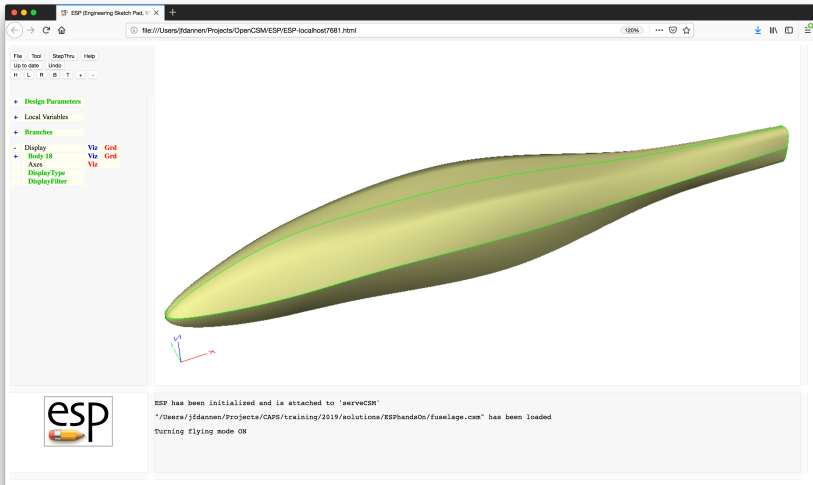 ESP (Engineering Sketch Pad, V
file:///Users/jfdannen/Projects/OpenCSM/ESP/ESP-localhost7681.html
120%
File Tool StepThru Help
Up to date Undo
H L R B T + -
+ Design Parameters
+ Local Variables
+ Branches
- Display Viz Grd
+ Body 18 Viz Grd
Axes Viz
DisplayType
DisplayFilter
x
esp
ESP has been initialized and is attached to 'serveCSM'
"/Users/jfdannen/Projects/CAPS/training/2019/solutions/ESPhandsOn/fuselage.csm" has been loaded
Turning flying mode ON